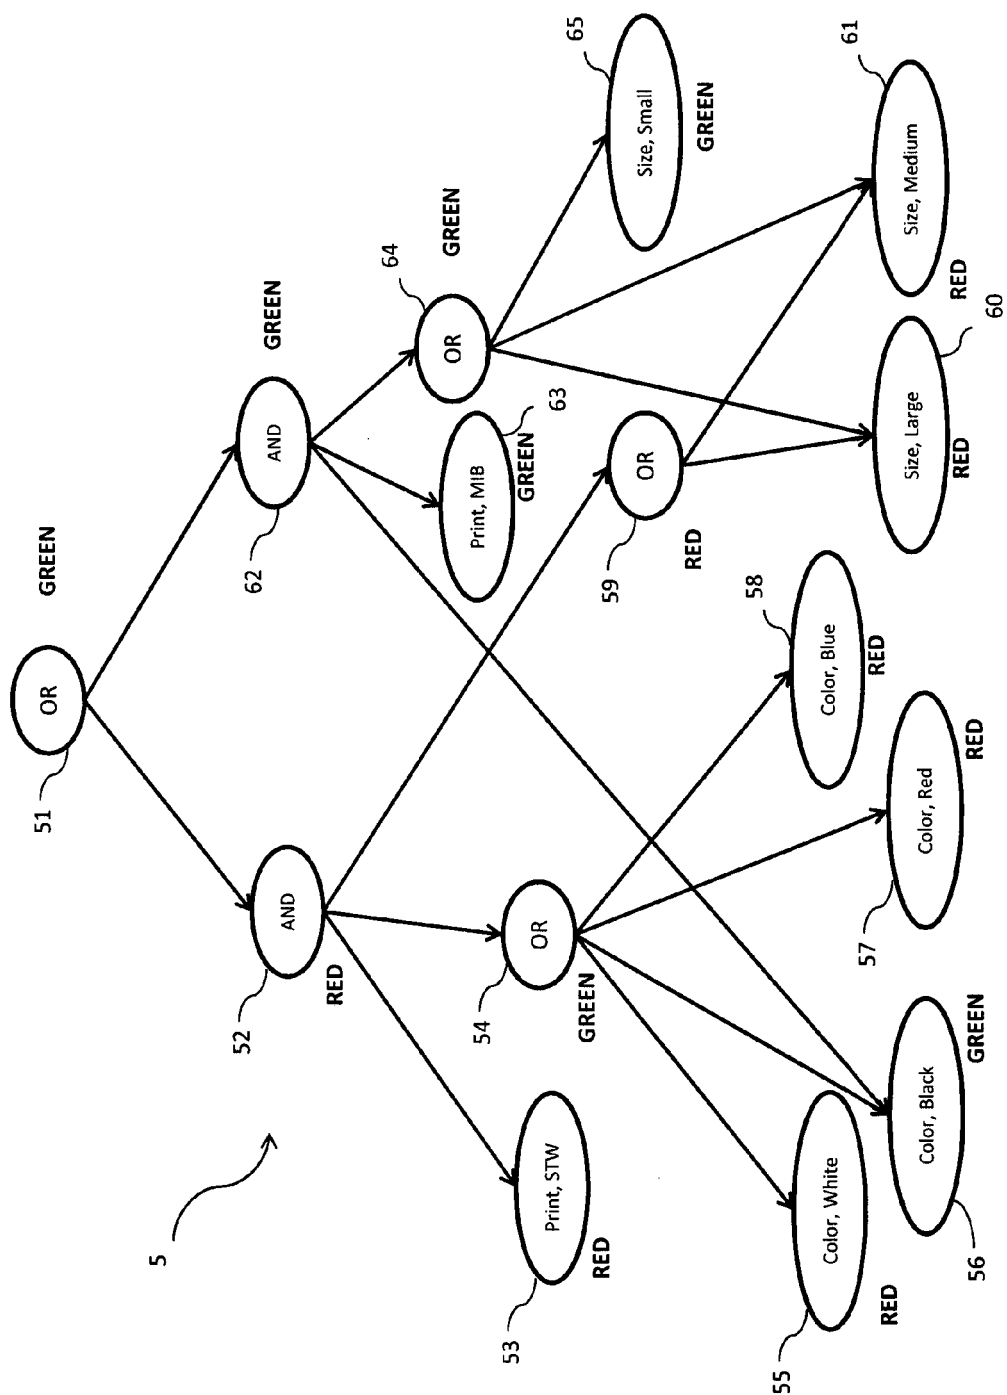 5
OR
51
GREEN
AND
52
RED
AND
62
GREEN
Print, STW
53
RED
OR
54
GREEN
Print, MIB
63
GREEN
OR
64
GREEN
OR
59
RED
Size, Small
65
GREEN
Color, White
55
RED
Color, Black
56
GREEN
Color, Red
57
RED
Color, Blue
58
RED
Size, Large
60
RED
Size, Medium
61
RED